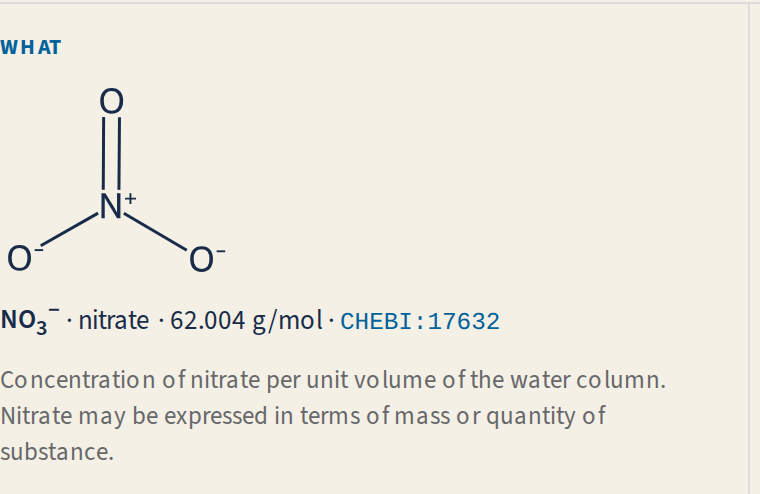 WHAT
O
N⁺
O⁻ O⁻
NO₃⁻ · nitrate · 62.004 g/mol · CHEBI:17632
Concentration of nitrate per unit volume of the water column.
Nitrate may be expressed in terms of mass or quantity of
substance.